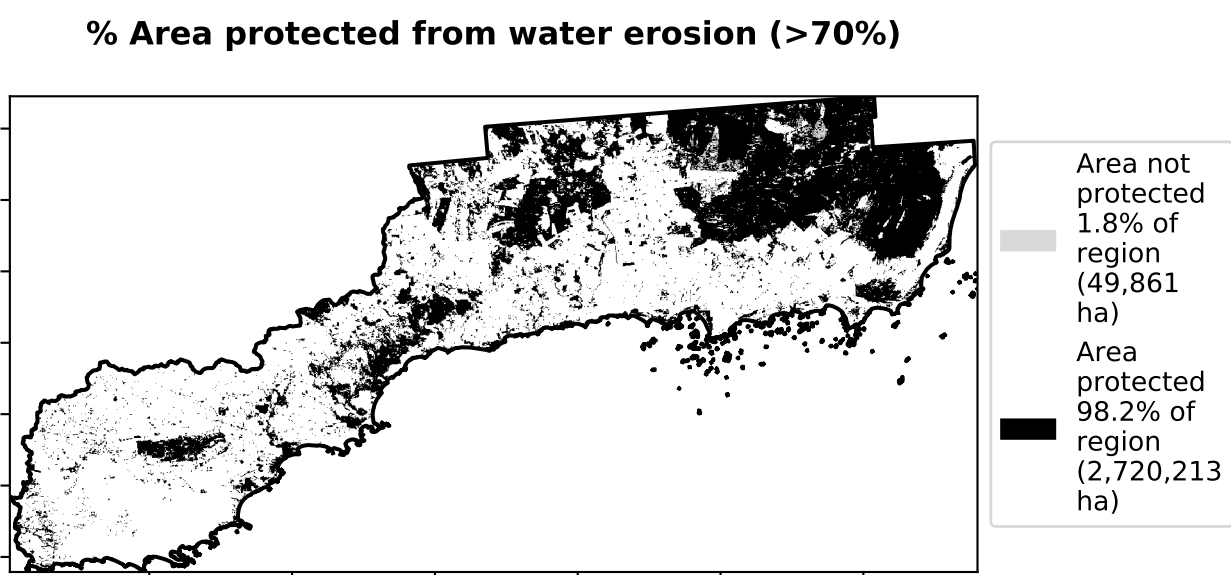 % Area protected from water erosion (>70%)
Area not
protected
1.8% of
region
(49,861
ha)
Area
protected
98.2% of
region
(2,720,213
ha)